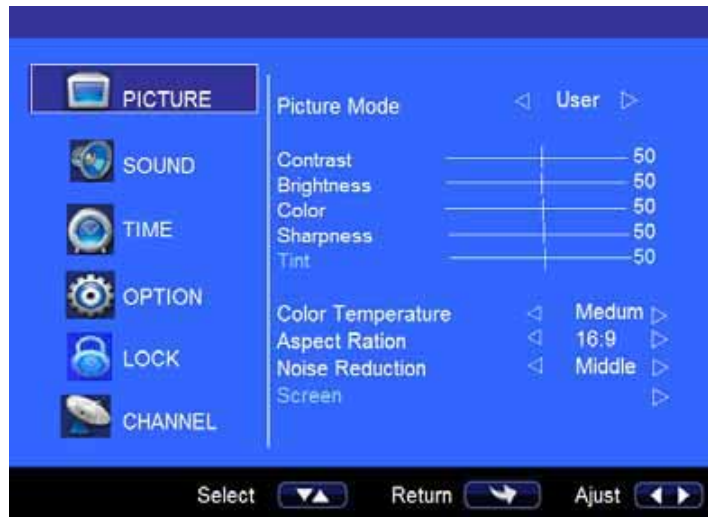 PICTURE
SOUND
TIME
OPTION
LOCK
CHANNEL
Picture Mode User
Contrast 50
Brightness 50
Color 50
Sharpness 50
Tint 50
Color Temperature Medum
Aspect Ration 16:9
Noise Reduction Middle
Screen
Select Return Ajust